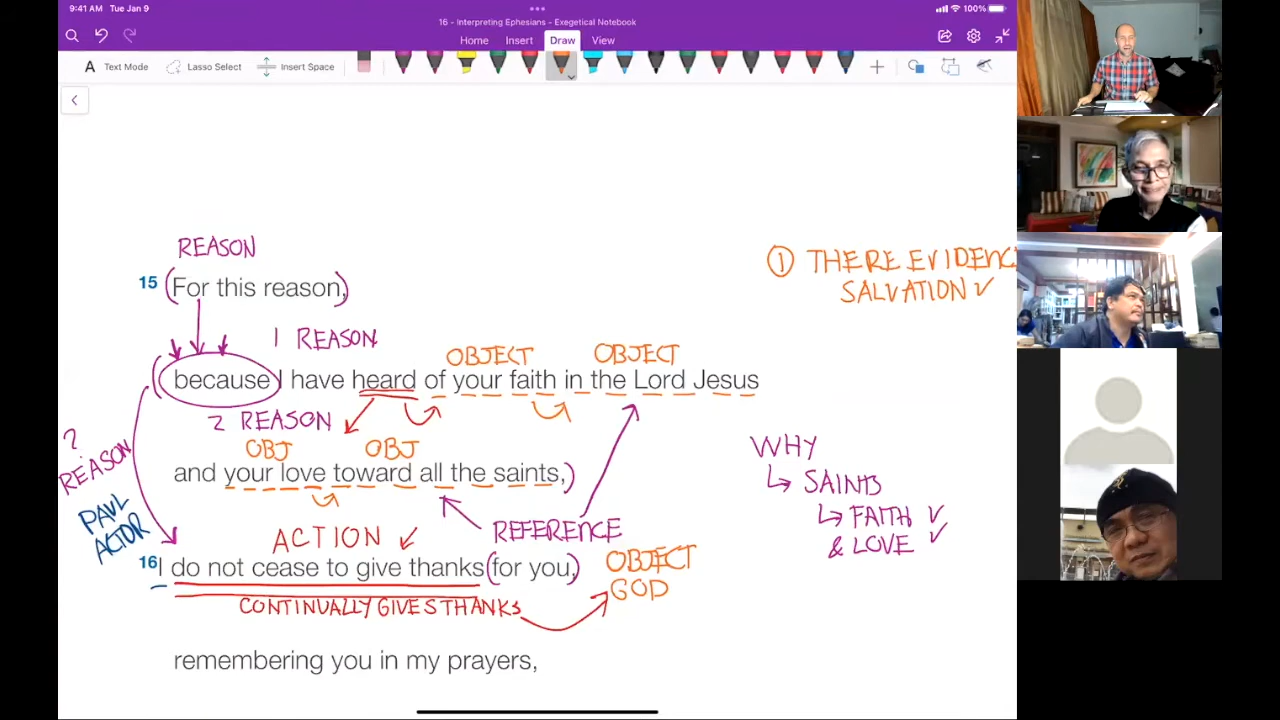 9:41 AM Tue Jan 9
100%
16 - Interpreting Ephesians - Exegetical Notebook
Home Insert Draw View
A Text Mode Lasso Select Insert Space
REASON
15 (For this reason,)
1 REASON
OBJECT OBJECT
(because I have heard of your faith in the Lord Jesus
2 REASON
OBJ OBJ
and your love toward all the saints,)
REFERENCE
? REASON
PAUL
ACTOR
ACTION
16 I do not cease to give thanks (for you,)
OBJECT
GOD
CONTINUALLY GIVES THANKS
remembering you in my prayers,
① THERE EVIDENC
SALVATION ✓
WHY
↳ SAINTS
↳ FAITH ✓
& LOVE ✓